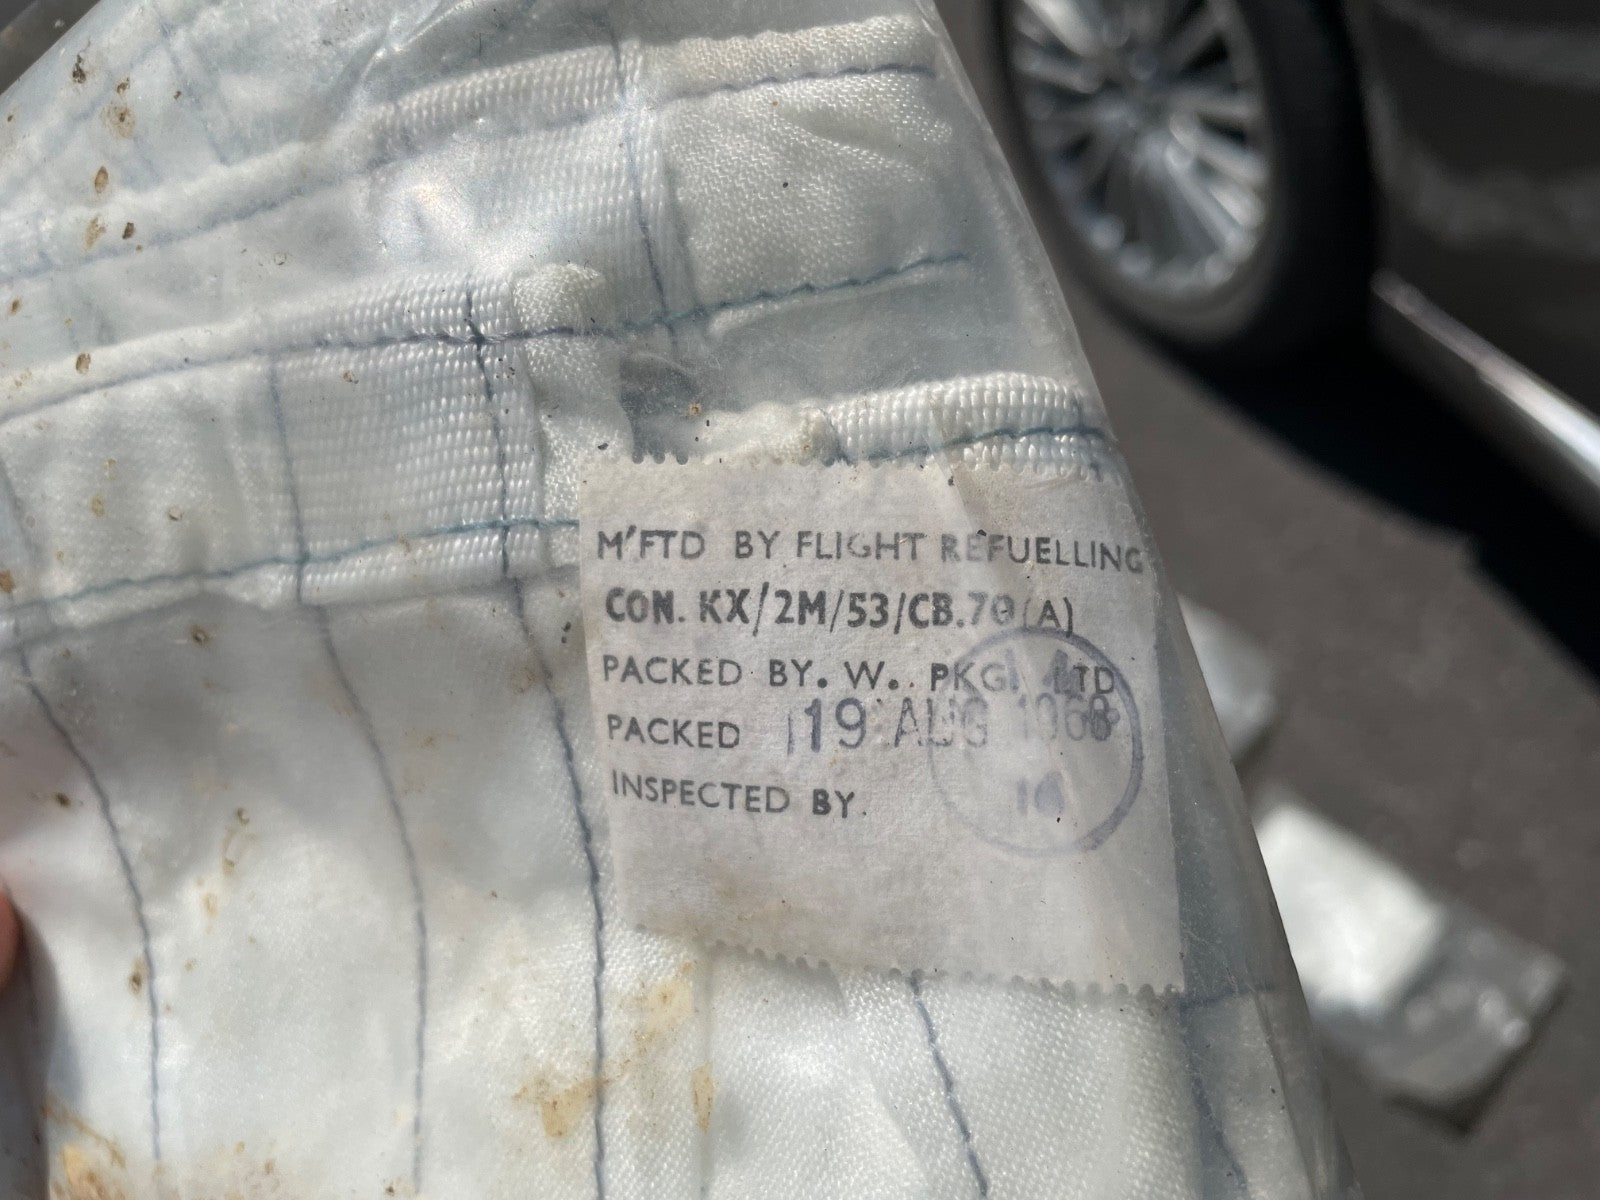 M'FTD BY FLIGHT REFUELLING
CON. KX/2M/53/CB.70(A)
PACKED BY. W. PKG. LTD
PACKED 19 AUG 1968
INSPECTED BY.